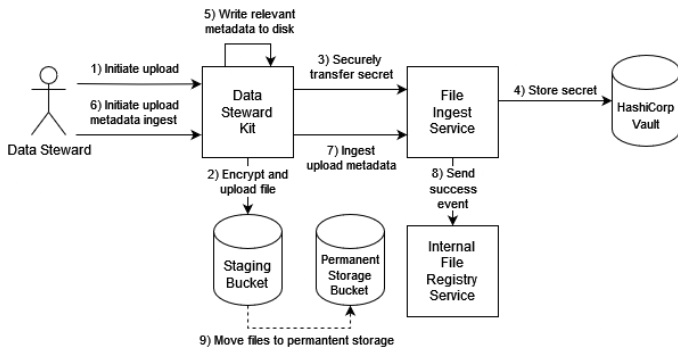 5) Write relevant
metadata to disk
1) Initiate upload
3) Securely
transfer secret
4) Store secret
6) Initiate upload
metadata ingest
Data
Steward
Kit
File
Ingest
Service
HashiCorp
Vault
Data Steward
7) Ingest
upload metadata
2) Encrypt and
upload file
8) Send
success
event
Staging
Bucket
Permanent
Storage
Bucket
Internal
File
Registry
Service
9) Move files to permantent storage